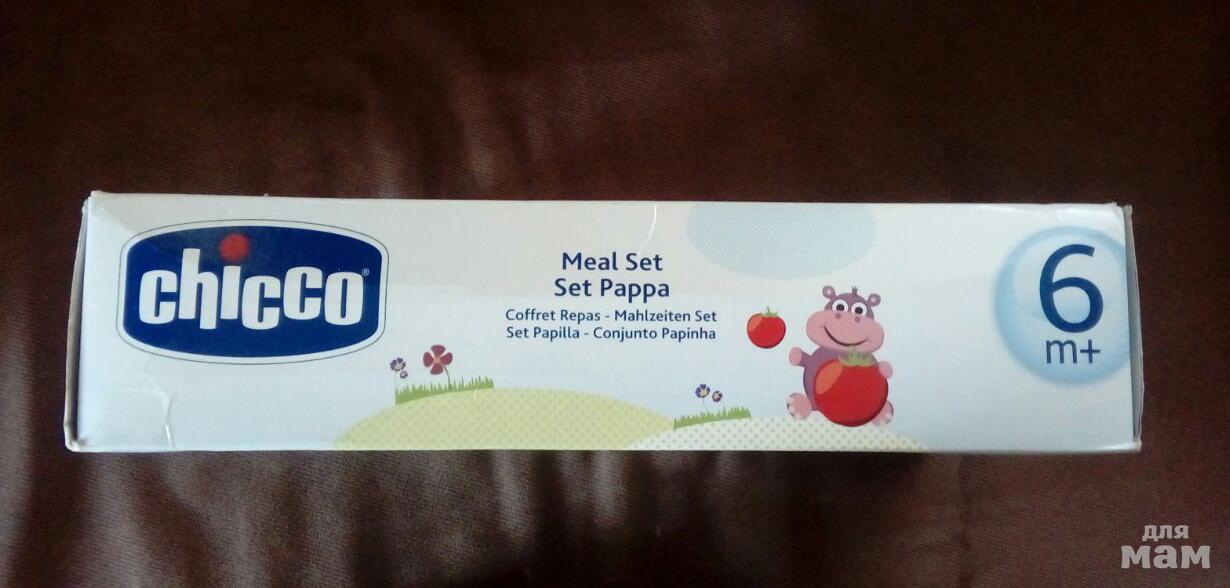 chicco®
Meal Set
Set Pappa
Coffret Repas - Mahlzeiten Set
Set Papilla - Conjunto Papinha
6
m+
для
мам